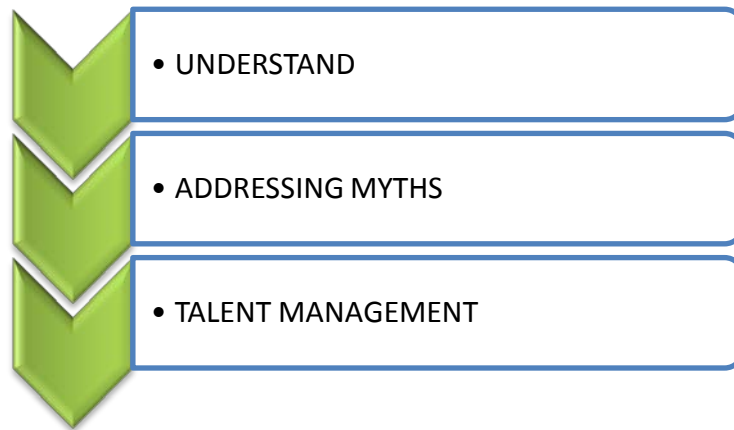 • UNDERSTAND
• ADDRESSING MYTHS
• TALENT MANAGEMENT